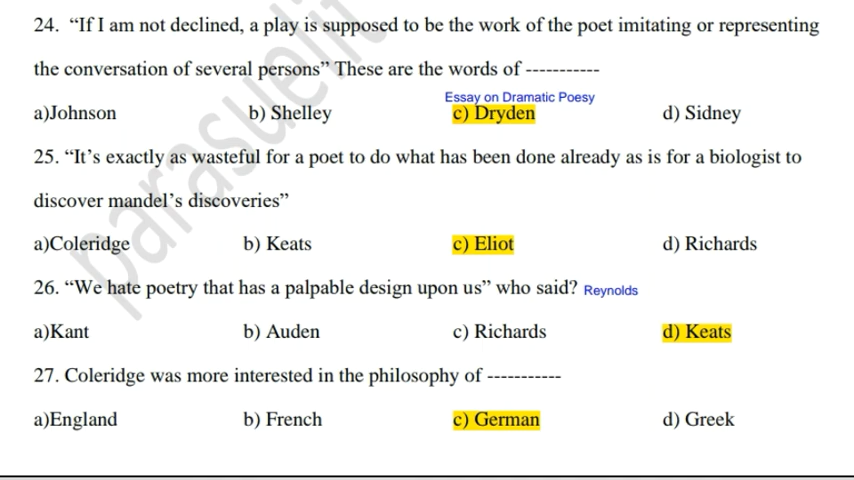 24. “If I am not declined, a play is supposed to be the work of the poet imitating or representing
the conversation of several persons” These are the words of -----------
Essay on Dramatic Poesy
a)Johnson b) Shelley c) Dryden d) Sidney
25. “It’s exactly as wasteful for a poet to do what has been done already as is for a biologist to
discover mandel’s discoveries”
a)Coleridge b) Keats c) Eliot d) Richards
26. “We hate poetry that has a palpable design upon us” who said? Reynolds
a)Kant b) Auden c) Richards d) Keats
27. Coleridge was more interested in the philosophy of -----------
a)England b) French c) German d) Greek